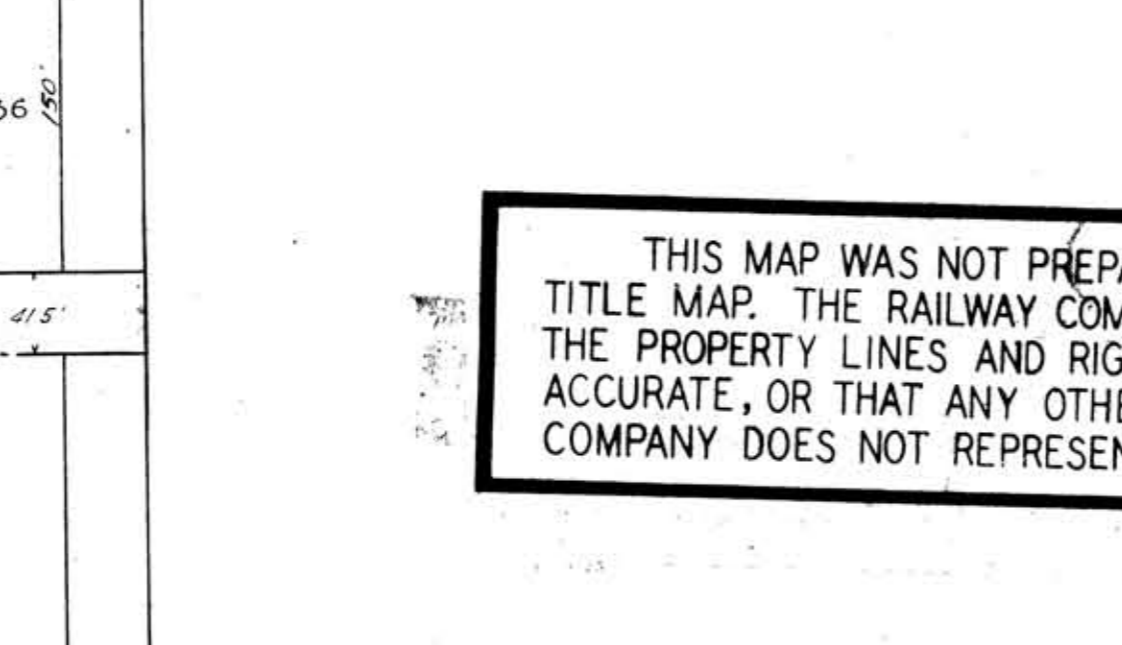 150'
THIS MAP WAS NOT PREPA
TITLE MAP. THE RAILWAY COM
415'
THE PROPERTY LINES AND RIG
ACCURATE, OR THAT ANY OTHE
COMPANY DOES NOT REPRESEN